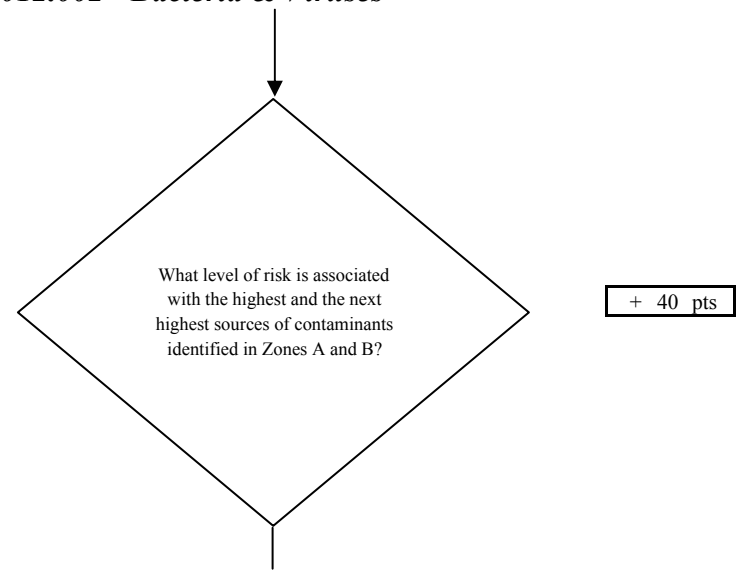 What level of risk is associated
with the highest and the next
highest sources of contaminants
identified in Zones A and B?
+ 40 pts